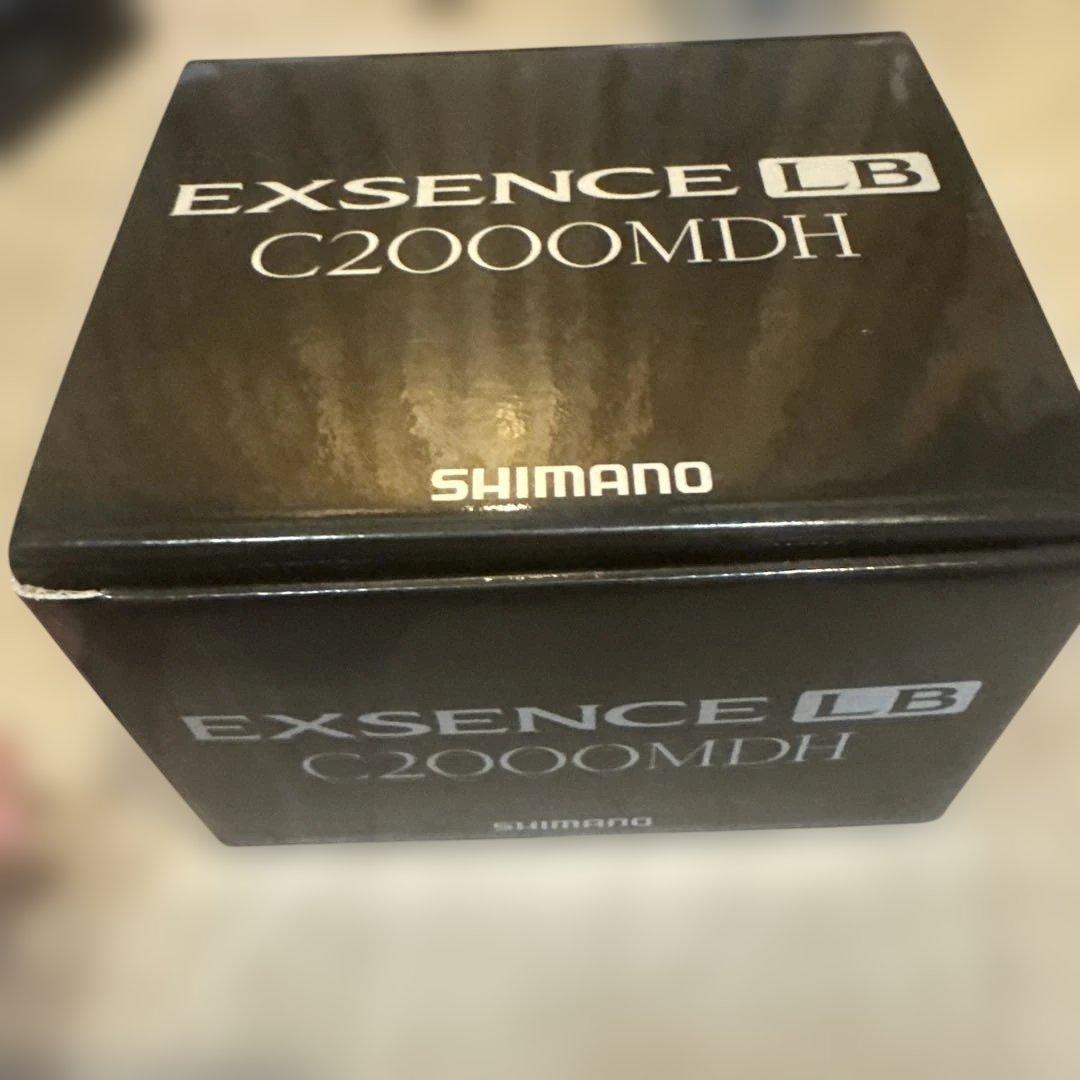 EXSENCE LB
C2000MDH
SHIMANO
EXSENCE LB
C2000MDH
SHIMANO